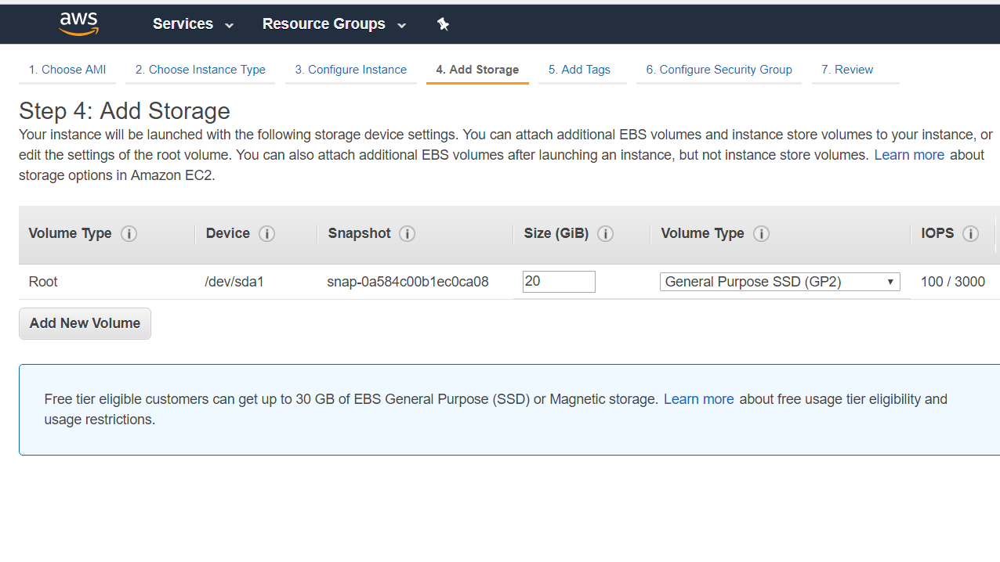 aws Services Resource Groups
1. Choose AMI 2. Choose Instance Type 3. Configure Instance 4. Add Storage 5. Add Tags 6. Configure Security Group 7. Review
Step 4: Add Storage
Your instance will be launched with the following storage device settings. You can attach additional EBS volumes and instance store volumes to your instance, or
edit the settings of the root volume. You can also attach additional EBS volumes after launching an instance, but not instance store volumes. Learn more about
storage options in Amazon EC2.
Volume Type i Device i Snapshot i Size (GiB) i Volume Type i IOPS i
Root /dev/sda1 snap-0a584c00b1ec0ca08 20 General Purpose SSD (GP2) 100 / 3000
Add New Volume
Free tier eligible customers can get up to 30 GB of EBS General Purpose (SSD) or Magnetic storage. Learn more about free usage tier eligibility and
usage restrictions.